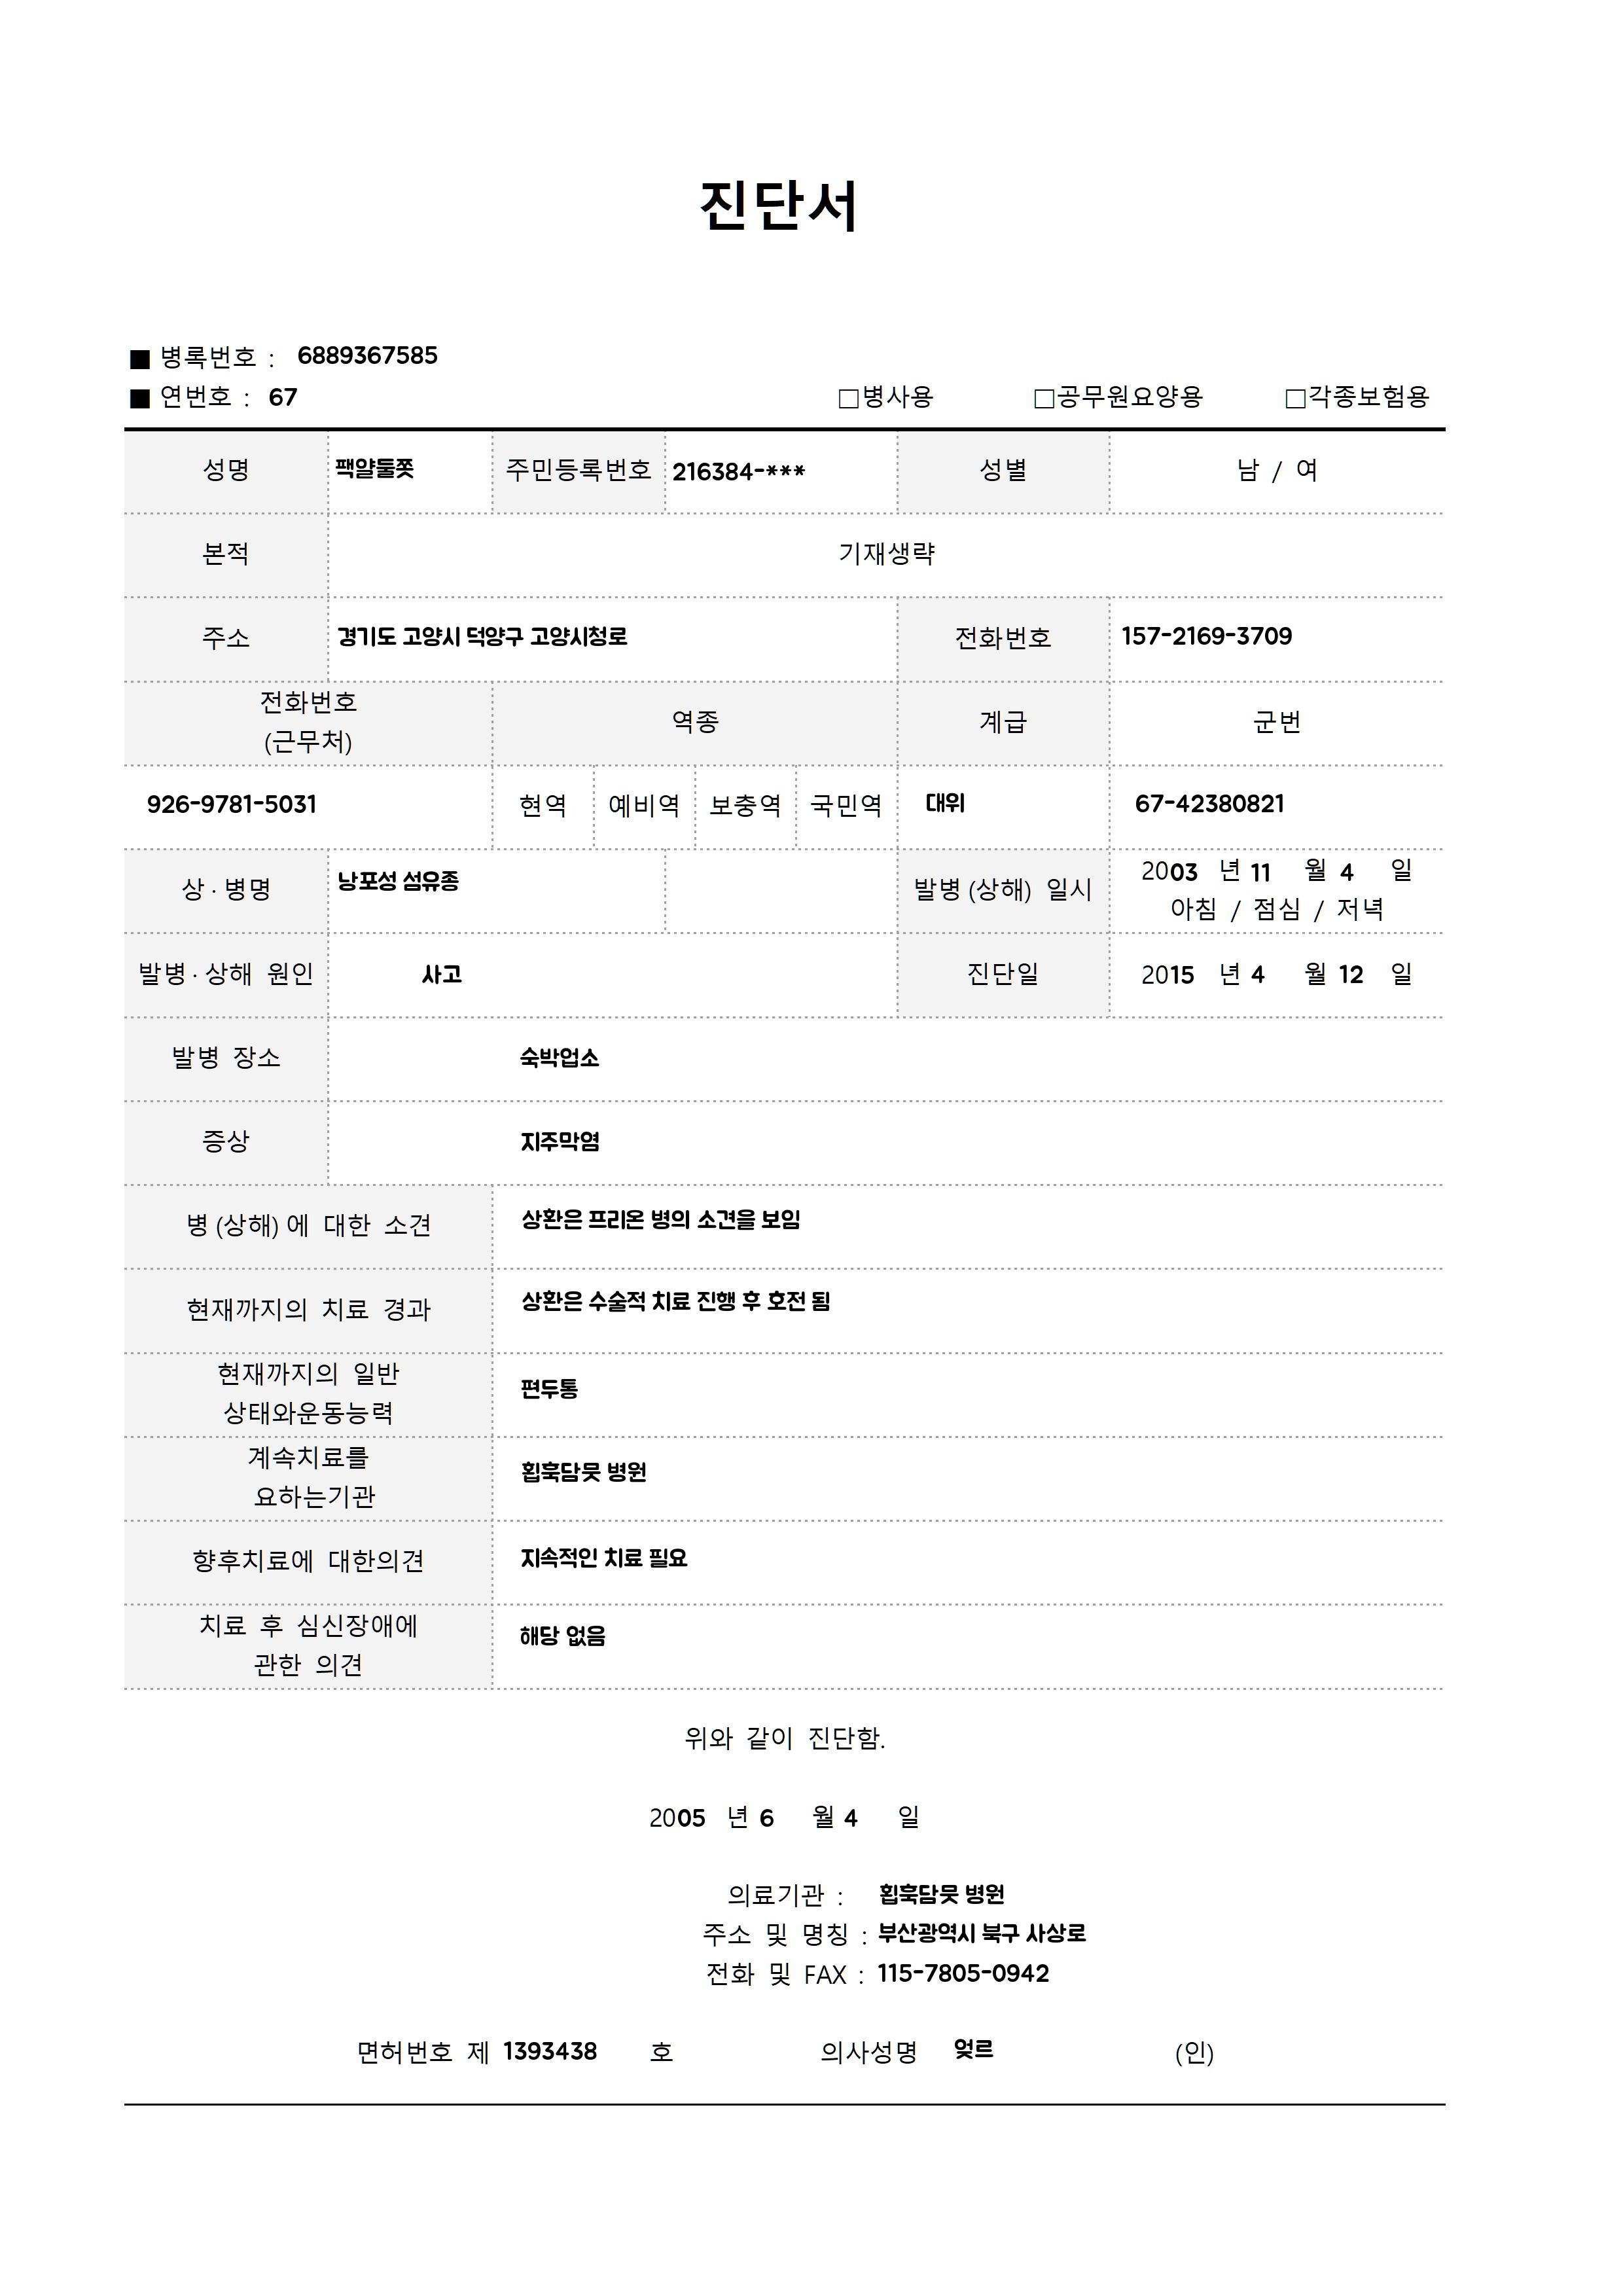 진단서
■ 병록번호 : 6889367585
■ 연번호 : 67 □병사용 □공무원요양용 □각종보험용
성명 팩얄둘쫏 주민등록번호 216384-*** 성별 남 / 여
본적 기재생략
주소 경기도 고양시 덕양구 고양시청로 전화번호 157-2169-3709
전화번호
(근무처) 역종 계급 군번
926-9781-5031 현역 예비역 보충역 국민역 대위 67-42380821
상·병명 낭포성 섬유종 발병(상해) 일시 2003 년 11 월 4 일
아침 / 점심 / 저녁
발병·상해 원인 사고 진단일 2015 년 4 월 12 일
발병 장소 숙박업소
증상 지주막염
병(상해)에 대한 소견 상환은 프리온 병의 소견을 보임
현재까지의 치료 경과 상환은 수술적 치료 진행 후 호전 됨
현재까지의 일반
상태와운동능력 편두통
계속치료를
요하는기관 횝훅담뭇 병원
향후치료에 대한의견 지속적인 치료 필요
치료 후 심신장애에
관한 의견 해당 없음
위와 같이 진단함.
2005 년 6 월 4 일
의료기관 : 횝훅담뭇 병원
주소 및 명칭 : 부산광역시 북구 사상로
전화 및 FAX : 115-7805-0942
면허번호 제 1393438 호 의사성명 엊르 (인)